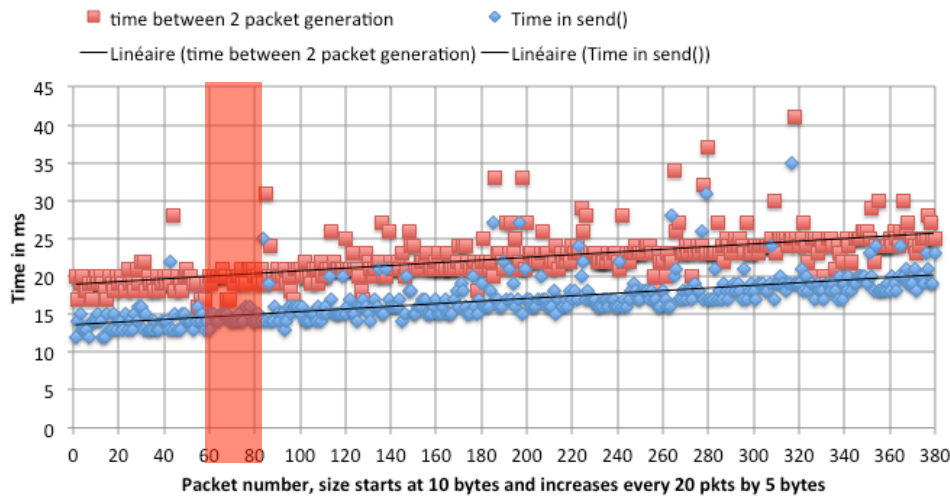 time between 2 packet generation Time in send()
Linéaire (time between 2 packet generation) Linéaire (Time in send())
45
40
35
30
25
20
15
10
5
0
Time in ms
0 20 40 60 80 100 120 140 160 180 200 220 240 260 280 300 320 340 360 380
Packet number, size starts at 10 bytes and increases every 20 pkts by 5 bytes